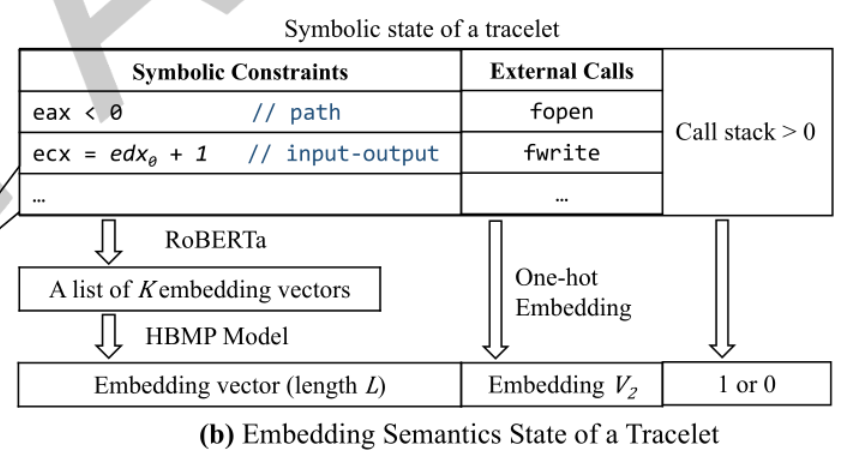 Symbolic state of a tracelet
Symbolic Constraints External Calls
eax < 0 // path fopen
Call stack > 0
ecx = edx₀ + 1 // input-output fwrite
… …
RoBERTa
A list of K embedding vectors
One-hot
Embedding
HBMP Model
Embedding vector (length L) Embedding V₂ 1 or 0
(b) Embedding Semantics State of a Tracelet